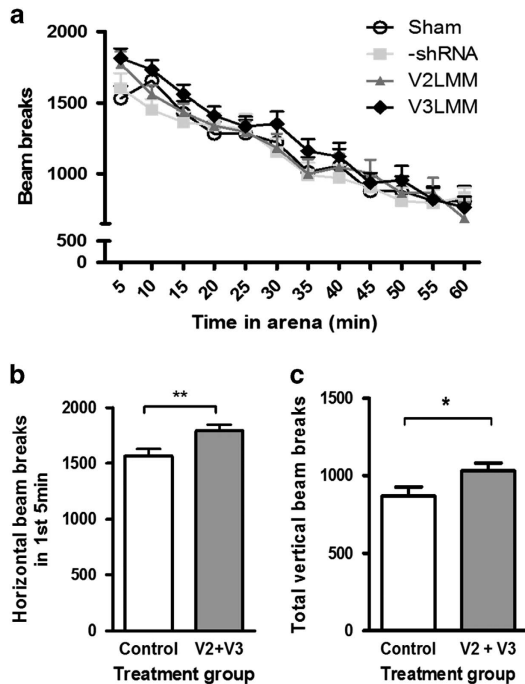 a
2000
1500
1000
500
0
Beam breaks
Sham
-shRNA
V2LMM
V3LMM
5 10 15 20 25 30 35 40 45 50 55 60
Time in arena (min)
b
**
2000
1500
1000
500
0
Horizontal beam breaks
in 1st 5min
Control V2+V3
Treatment group
c
*
1500
1000
500
0
Total vertical beam breaks
Control V2 + V3
Treatment group